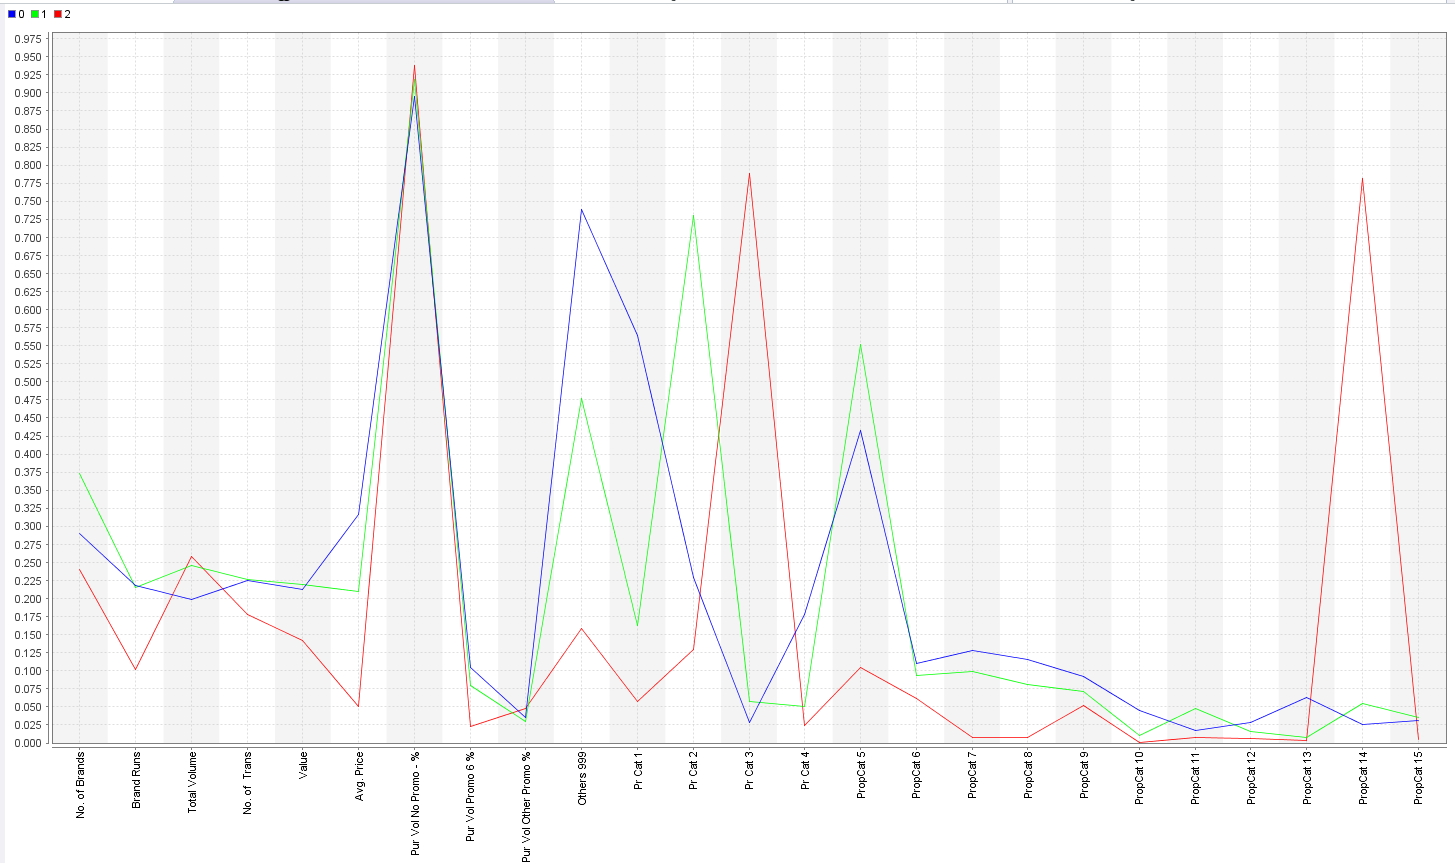 0 1 2
0.975
0.950
0.925
0.900
0.875
0.850
0.825
0.800
0.775
0.750
0.725
0.700
0.675
0.650
0.625
0.600
0.575
0.550
0.525
0.500
0.475
0.450
0.425
0.400
0.375
0.350
0.325
0.300
0.275
0.250
0.225
0.200
0.175
0.150
0.125
0.100
0.075
0.050
0.025
0.000
No. of Brands
Brand Runs
Total Volume
No. of Trans
Value
Avg. Price
Pur Vol No Promo - %
Pur Vol Promo 6 %
Pur Vol Other Promo %
Others 999
Pr Cat 1
Pr Cat 2
Pr Cat 3
Pr Cat 4
PropCat 5
PropCat 6
PropCat 7
PropCat 8
PropCat 9
PropCat 10
PropCat 11
PropCat 12
PropCat 13
PropCat 14
PropCat 15